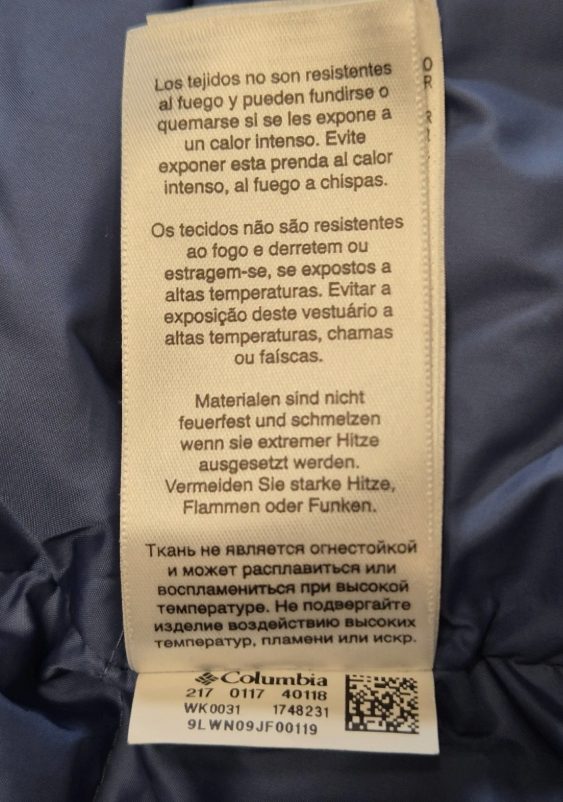 Los tejidos no son resistentes
al fuego y pueden fundirse o
quemarse si se les expone a
un calor intenso. Evite
exponer esta prenda al calor
intenso, al fuego a chispas.
Os tecidos não são resistentes
ao fogo e derretem ou
estragem-se, se expostos a
altas temperaturas. Evitar a
exposição deste vestuário a
altas temperaturas, chamas
ou faíscas.
Materialen sind nicht
feuerfest und schmelzen
wenn sie extremer Hitze
ausgesetzt werden.
Vermeiden Sie starke Hitze,
Flammen oder Funken.
Ткань не является огнестойкой
и может расплавиться или
воспламениться при высокой
температуре. Не подвергайте
изделие воздействию высоких
температур, пламени или искр.
Columbia
217 0117 40118
WK0031 1748231
9LWN09JF00119